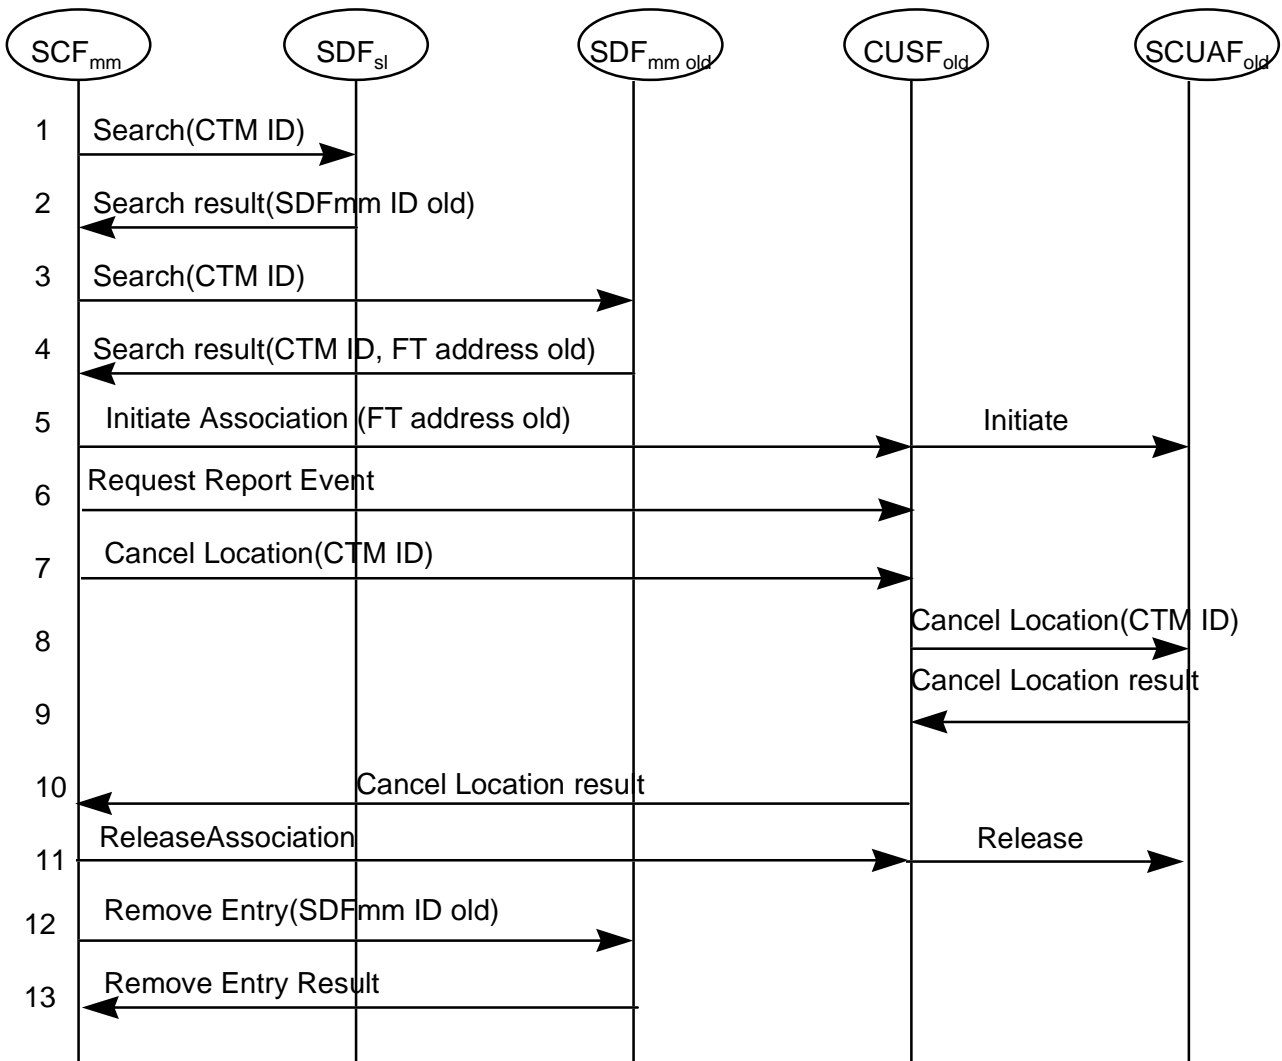 SCFmm SDFsl SDFmm old CUSFold SCUAFold
1 Search(CTM ID)
2 Search result(SDFmm ID old)
3 Search(CTM ID)
4 Search result(CTM ID, FT address old)
5 Initiate Association (FT address old) Initiate
6 Request Report Event
7 Cancel Location(CTM ID)
8 Cancel Location(CTM ID)
9 Cancel Location result
10 Cancel Location result
11 ReleaseAssociation Release
12 Remove Entry(SDFmm ID old)
13 Remove Entry Result